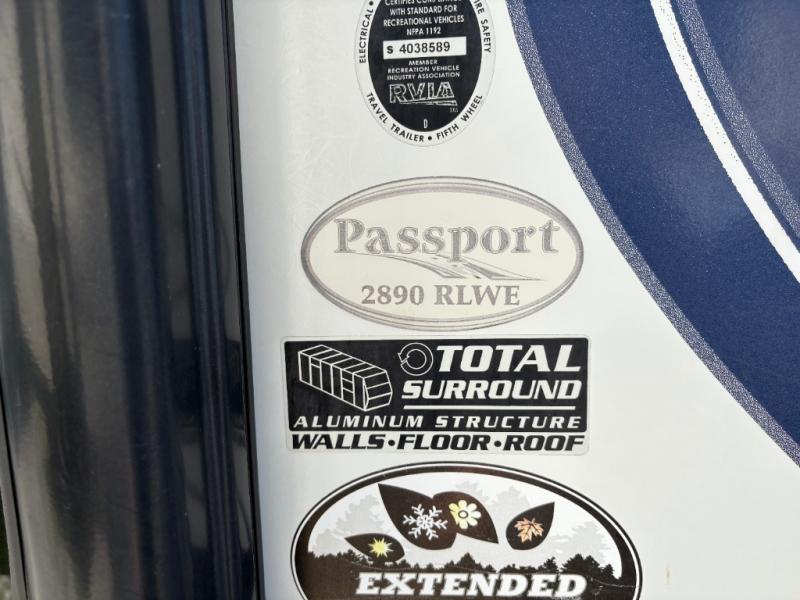 CERTIFIES COMPLIANCE
WITH STANDARD FOR
RECREATIONAL VEHICLES
NFPA 1192
ELECTRICAL •
FIRE SAFETY
S 4038589
MEMBER
RECREATION VEHICLE
INDUSTRY ASSOCIATION
RVIA
D
TRAVEL TRAILER • FIFTH WHEEL
Passport
2890 RLWE
TOTAL
SURROUND
ALUMINUM STRUCTURE
WALLS•FLOOR•ROOF
EXTENDED